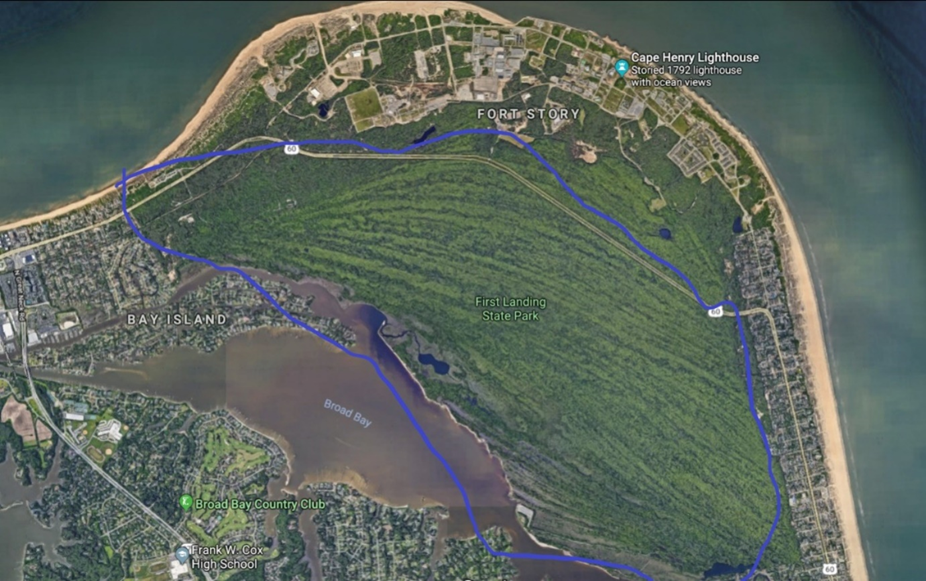 Cape Henry Lighthouse
Storied 1792 lighthouse
with ocean views
FORT STORY
60
First Landing
State Park
60
BAY ISLAND
Broad Bay
Broad Bay Country Club
Frank W. Cox
High School
60